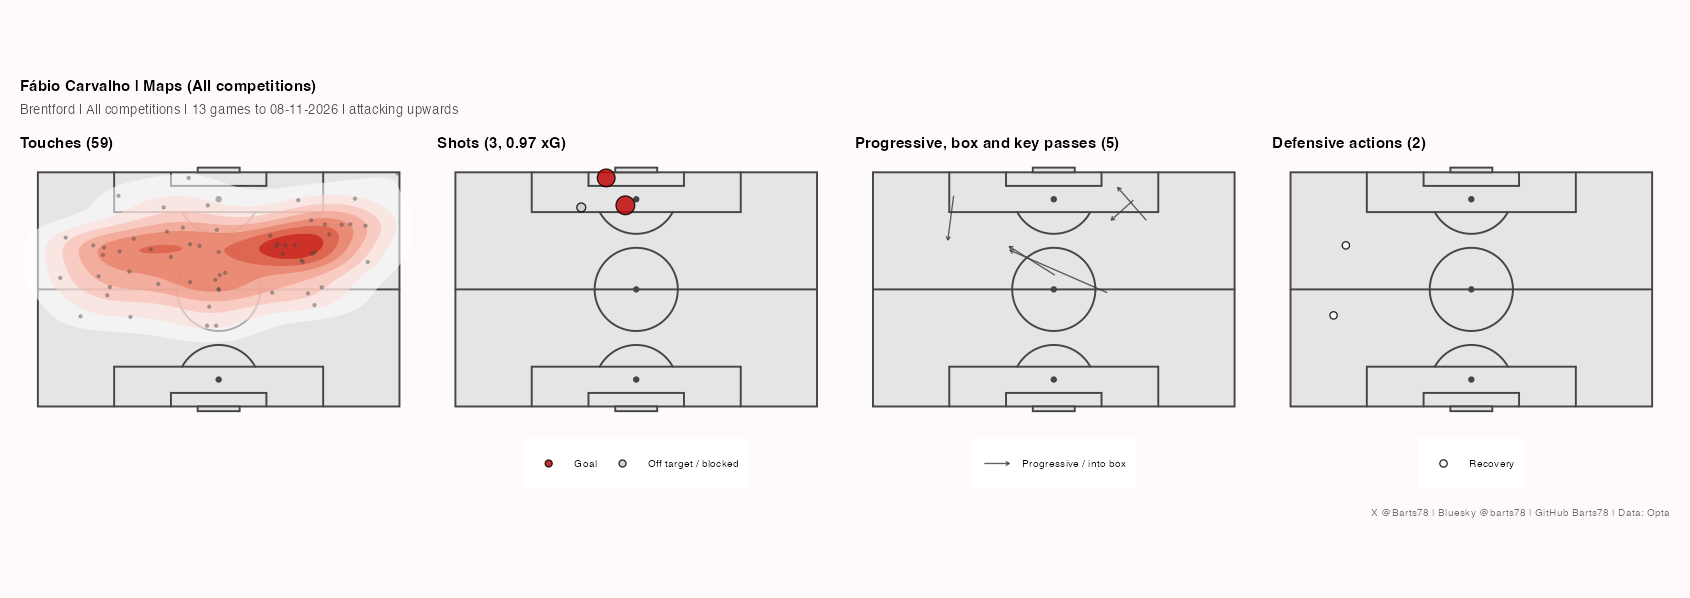 Fábio Carvalho | Maps (All competitions)
Brentford | All competitions | 13 games to 08-11-2026 | attacking upwards
Touches (59)
Shots (3, 0.97 xG)
Progressive, box and key passes (5)
Defensive actions (2)
Goal
Off target / blocked
Progressive / into box
Recovery
X @Barts78 | Bluesky @barts78 | GitHub Barts78 | Data: Opta